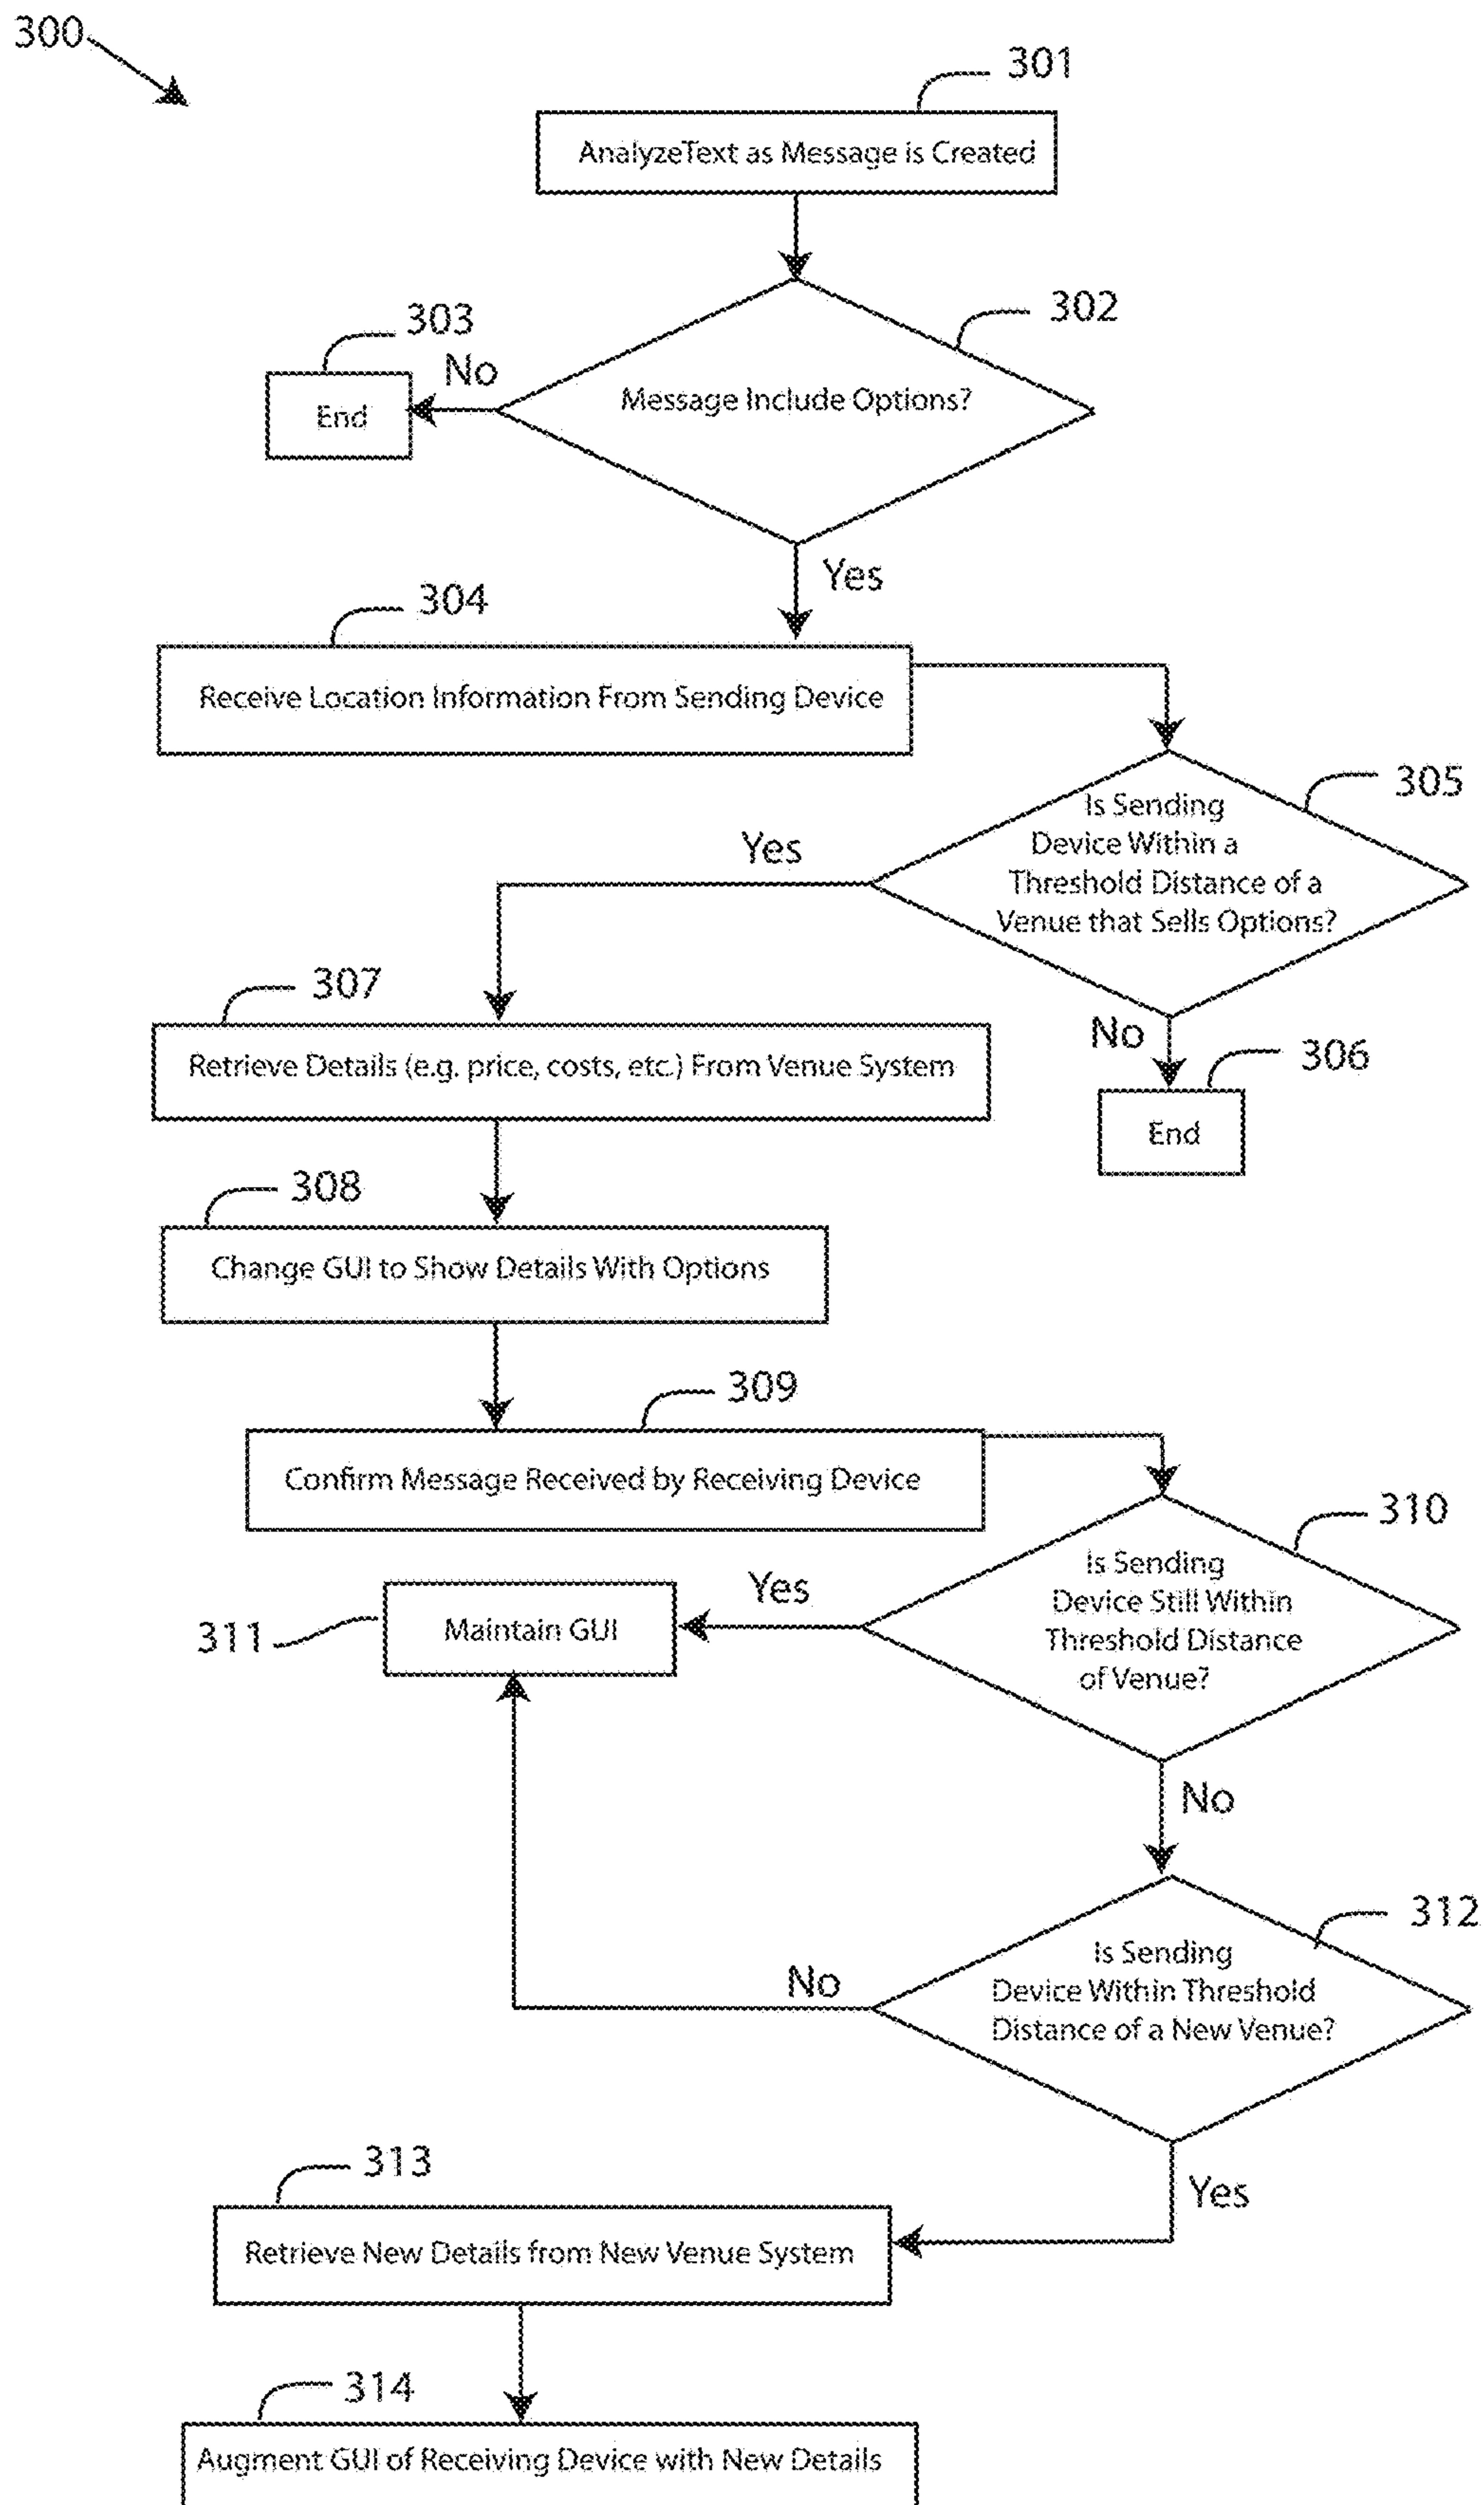 300
301
AnalyzeText as Message is Created
302
303
No
Message Include Options?
End
Yes
304
Receive Location Information From Sending Device
305
Is Sending
Device Within a
Threshold Distance of a
Venue that Sells Options?
Yes
307
No
306
Retrieve Details (e.g. price, costs, etc.) From Venue System
End
308
Change GUI to Show Details With Options
309
Confirm Message Received by Receiving Device
310
Is Sending
Device Still Within
Threshold Distance
of Venue?
Yes
311
Maintain GUI
No
312
Is Sending
Device Within Threshold
Distance of a New Venue?
No
313
Yes
Retrieve New Details from New Venue System
314
Augment GUI of Receiving Device with New Details